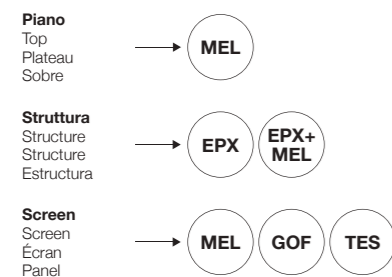 Piano
Top
Plateau
Sobre
MEL
Struttura
Structure
Structure
Estructura
EPX
EPX+
MEL
Screen
Screen
Écran
Panel
MEL
GOF
TES